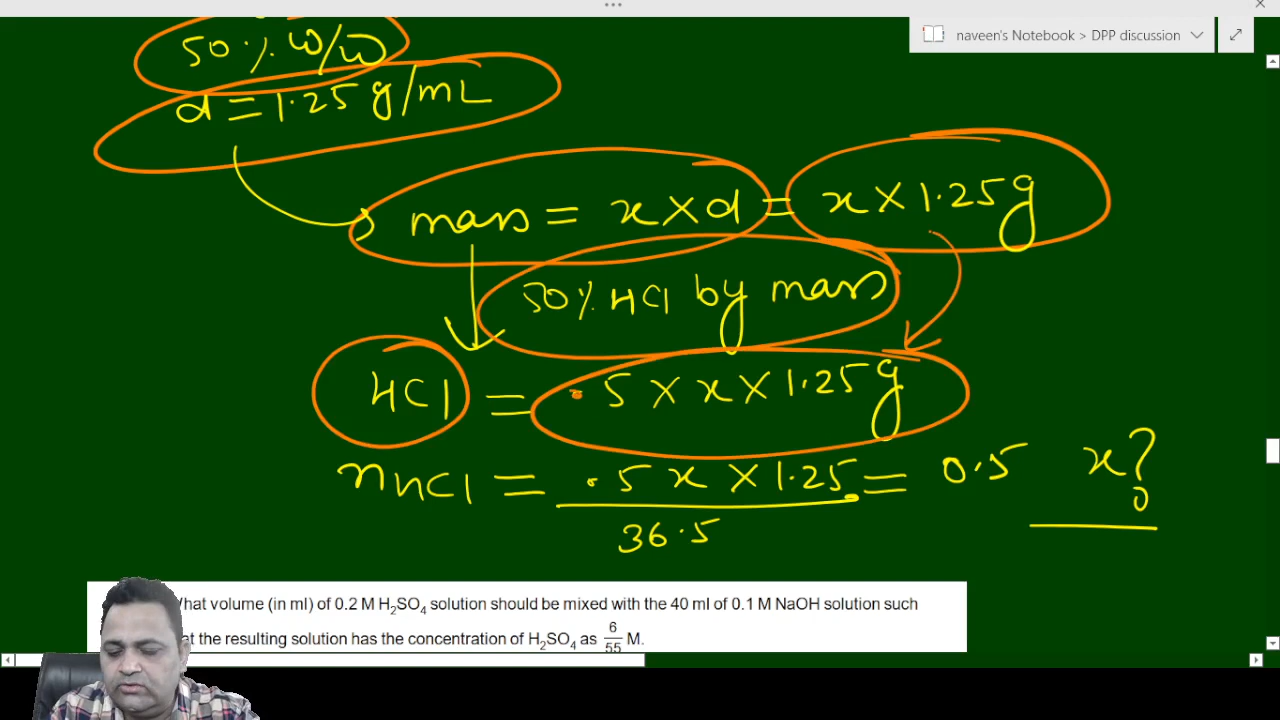 naveen's Notebook > DPP discussion
50% W/W
d = 1.25 g/mL
mass = x × d = x × 1.25g
50% HCl by mass
HCl = .5 × x × 1.25g
nHCl = .5 x × 1.25 / 36.5 = 0.5 x?
hat volume (in ml) of 0.2 M H₂SO₄ solution should be mixed with the 40 ml of 0.1 M NaOH solution such
at the resulting solution has the concentration of H₂SO₄ as 6/55 M.